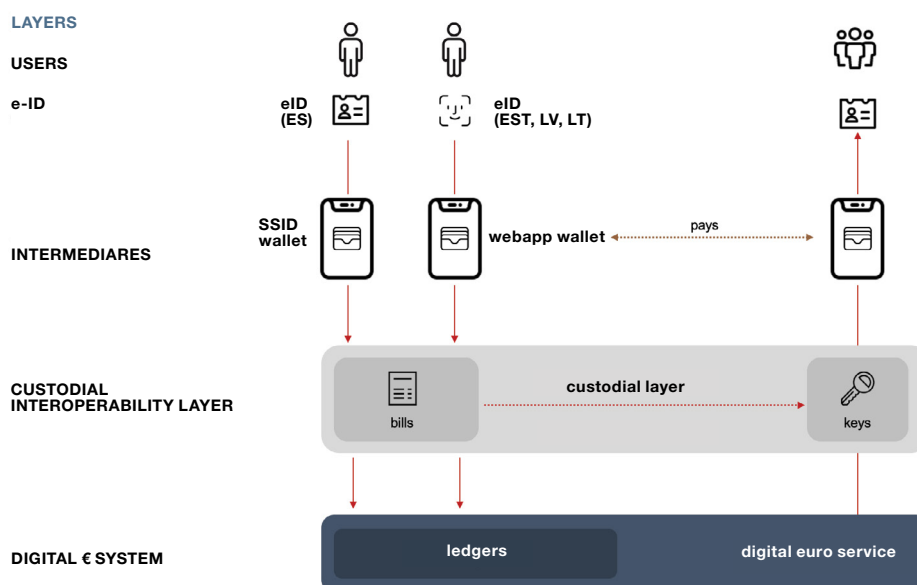 LAYERS
USERS
e-ID
eID
(ES)
eID
(EST, LV, LT)
SSID
wallet
webapp wallet
pays
INTERMEDIARES
CUSTODIAL
INTEROPERABILITY LAYER
custodial layer
bills
keys
DIGITAL € SYSTEM
ledgers
digital euro service